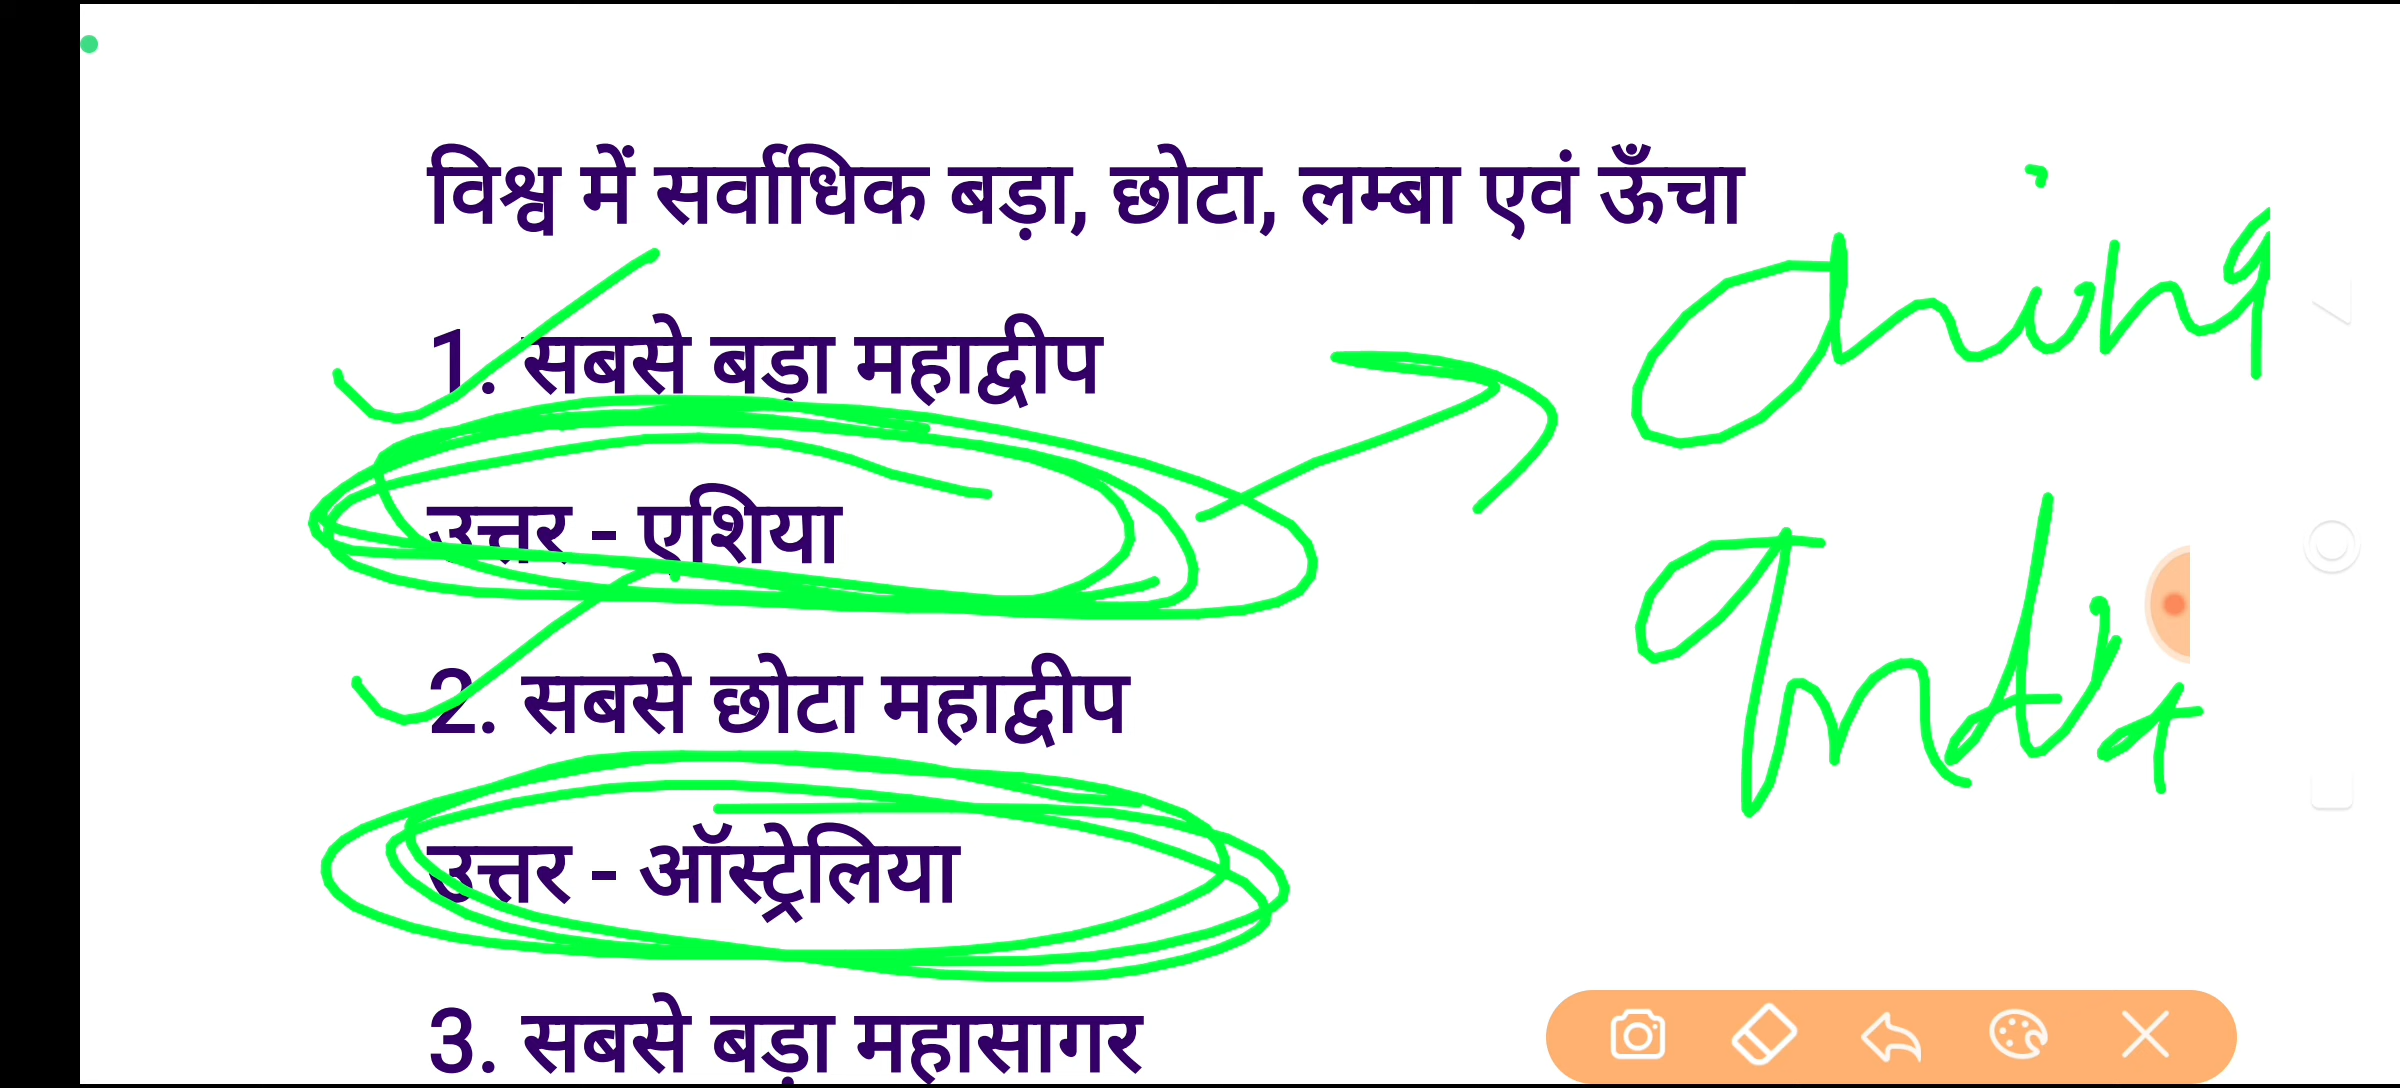 विश्व में सर्वाधिक बड़ा, छोटा, लम्बा एवं ऊँचा
1. सबसे बड़ा महाद्वीप
उत्तर - एशिया
2. सबसे छोटा महाद्वीप
उत्तर - ऑस्ट्रेलिया
3. सबसे बड़ा महासागर
china
India